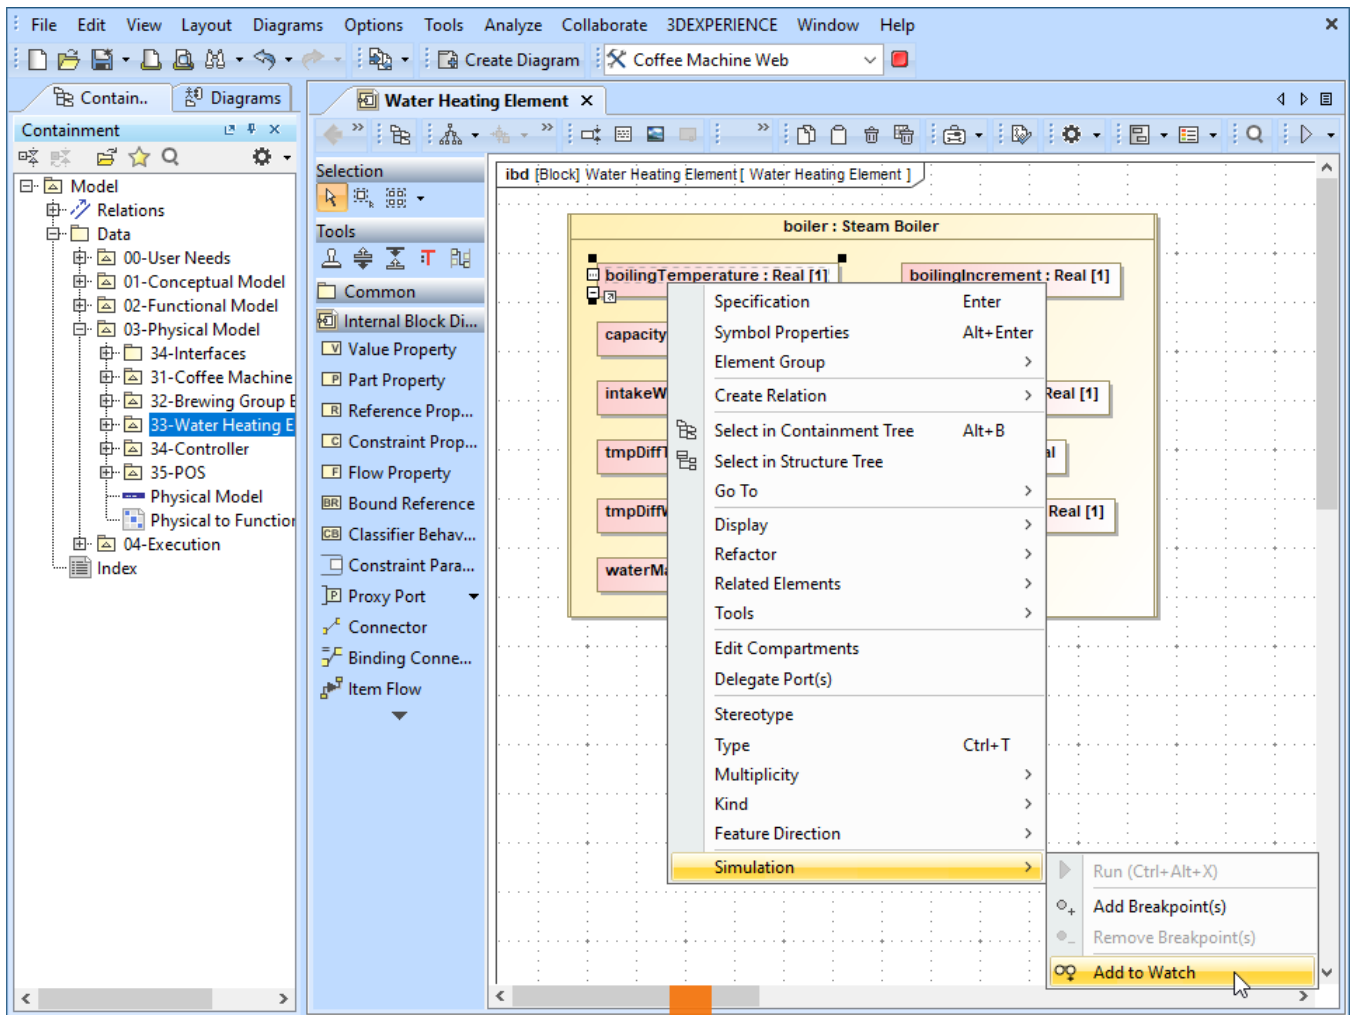 File Edit View Layout Diagrams Options Tools Analyze Collaborate 3DEXPERIENCE Window Help
Create Diagram Coffee Machine Web
Contain.. Diagrams
Water Heating Element
Containment
Model
Relations
Data
00-User Needs
01-Conceptual Model
02-Functional Model
03-Physical Model
34-Interfaces
31-Coffee Machine
32-Brewing Group E
33-Water Heating E
34-Controller
35-POS
Physical Model
Physical to Function
04-Execution
Index
Selection
Tools
Common
Internal Block Di...
Value Property
Part Property
Reference Prop...
Constraint Prop...
Flow Property
Bound Reference
Classifier Behav...
Constraint Para...
Proxy Port
Connector
Binding Conne...
Item Flow
ibd [Block] Water Heating Element [ Water Heating Element ]
boiler : Steam Boiler
boilingTemperature : Real [1]
boilingIncrement : Real [1]
capacity
intakeW
Real [1]
tmpDiffT
al
tmpDiffW
Real [1]
waterMa
Specification Enter
Symbol Properties Alt+Enter
Element Group
Create Relation
Select in Containment Tree Alt+B
Select in Structure Tree
Go To
Display
Refactor
Related Elements
Tools
Edit Compartments
Delegate Port(s)
Stereotype
Type Ctrl+T
Multiplicity
Kind
Feature Direction
Simulation
Run (Ctrl+Alt+X)
Add Breakpoint(s)
Remove Breakpoint(s)
Add to Watch